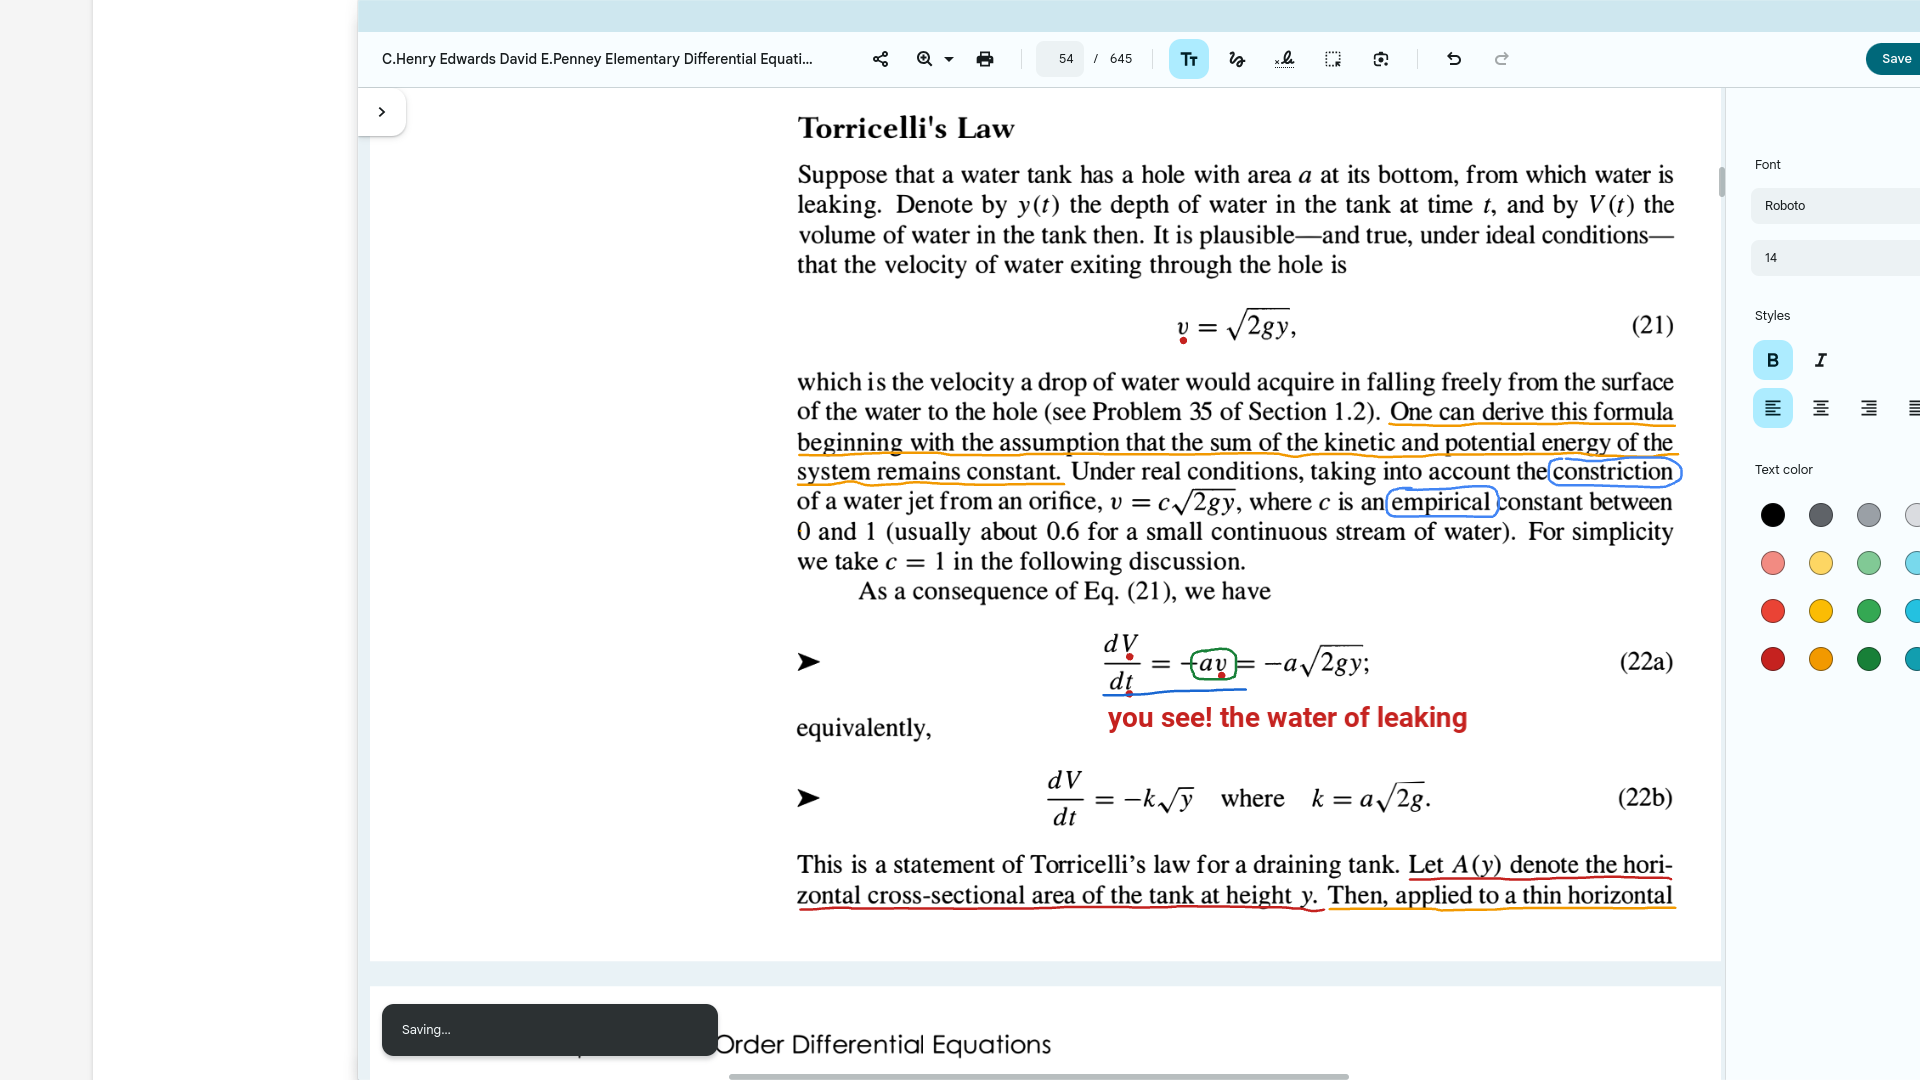 C.Henry Edwards David E.Penney Elementary Differential Equati...
54 / 645
Save
Torricelli's Law
Suppose that a water tank has a hole with area a at its bottom, from which water is
leaking. Denote by y(t) the depth of water in the tank at time t, and by V(t) the
volume of water in the tank then. It is plausible—and true, under ideal conditions—
that the velocity of water exiting through the hole is
v = √2gy, (21)
which is the velocity a drop of water would acquire in falling freely from the surface
of the water to the hole (see Problem 35 of Section 1.2). One can derive this formula
beginning with the assumption that the sum of the kinetic and potential energy of the
system remains constant. Under real conditions, taking into account the constriction
of a water jet from an orifice, v = c√2gy, where c is an empirical constant between
0 and 1 (usually about 0.6 for a small continuous stream of water). For simplicity
we take c = 1 in the following discussion.
As a consequence of Eq. (21), we have
dV/dt = −av = −a√2gy; (22a)
you see! the water of leaking
equivalently,
dV/dt = −k√y where k = a√2g. (22b)
This is a statement of Torricelli’s law for a draining tank. Let A(y) denote the hori-
zontal cross-sectional area of the tank at height y. Then, applied to a thin horizontal
Saving...
Order Differential Equations
Font
Roboto
14
Styles
B I
Text color